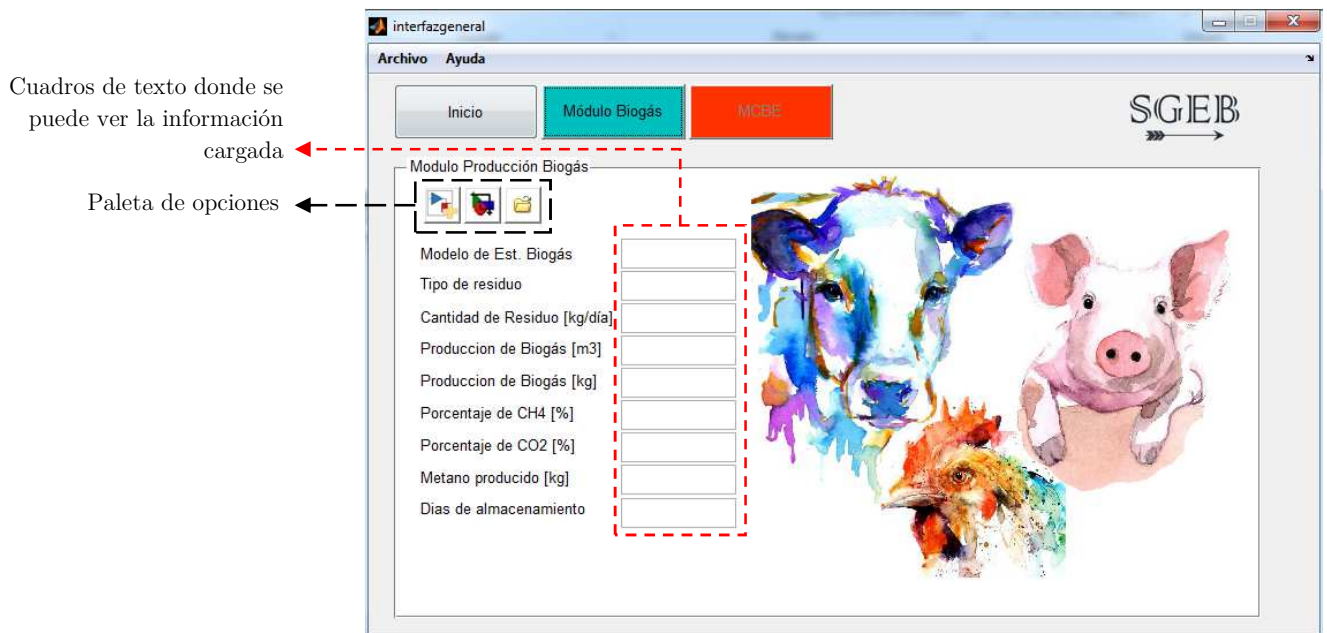 interfazgeneral
Archivo Ayuda
Cuadros de texto donde se
puede ver la información
cargada
Paleta de opciones
Inicio
Módulo Biogás
MCBE
SGEB
Modulo Producción Biogás
Modelo de Est. Biogás
Tipo de residuo
Cantidad de Residuo [kg/día]
Produccion de Biogás [m3]
Produccion de Biogás [kg]
Porcentaje de CH4 [%]
Porcentaje de CO2 [%]
Metano producido [kg]
Dias de almacenamiento